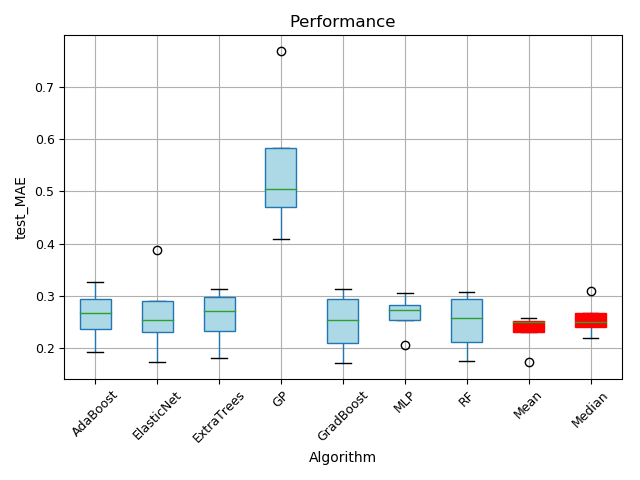 Performance
test_MAE
0.7
0.6
0.5
0.4
0.3
0.2
AdaBoost
ElasticNet
ExtraTrees
GP
GradBoost
MLP
RF
Mean
Median
Algorithm